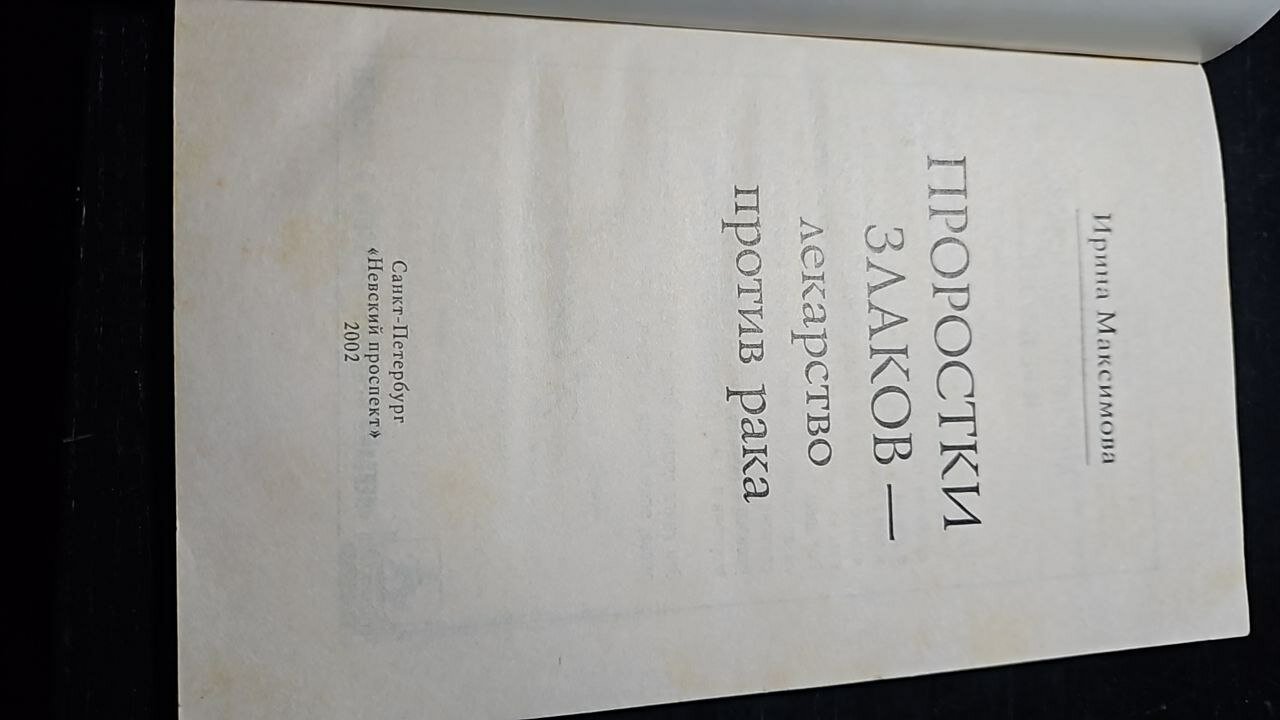 Ирина Максимова
ПРОРОСТКИ
ЗЛАКОВ —
лекарство
против рака
Санкт-Петербург
«Невский проспект»
2002